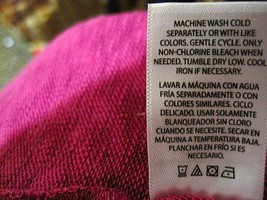 MACHINE WASH COLD
SEPARATELY OR WITH LIKE
COLORS. GENTLE CYCLE. ONLY
NON-CHLORINE BLEACH WHEN
NEEDED. TUMBLE DRY LOW. COOL
IRON IF NECESSARY.
LAVAR A MÁQUINA CON AGUA
FRÍA SEPARADAMENTE O CON
COLORES SIMILARES. CICLO
DELICADO. USAR SOLAMENTE
BLANQUEADOR SIN CLORO
CUANDO SE NECESITE. SECAR EN
MÁQUINA A TEMPERATURA BAJA.
PLANCHAR EN FRÍO SI ES
NECESARIO.